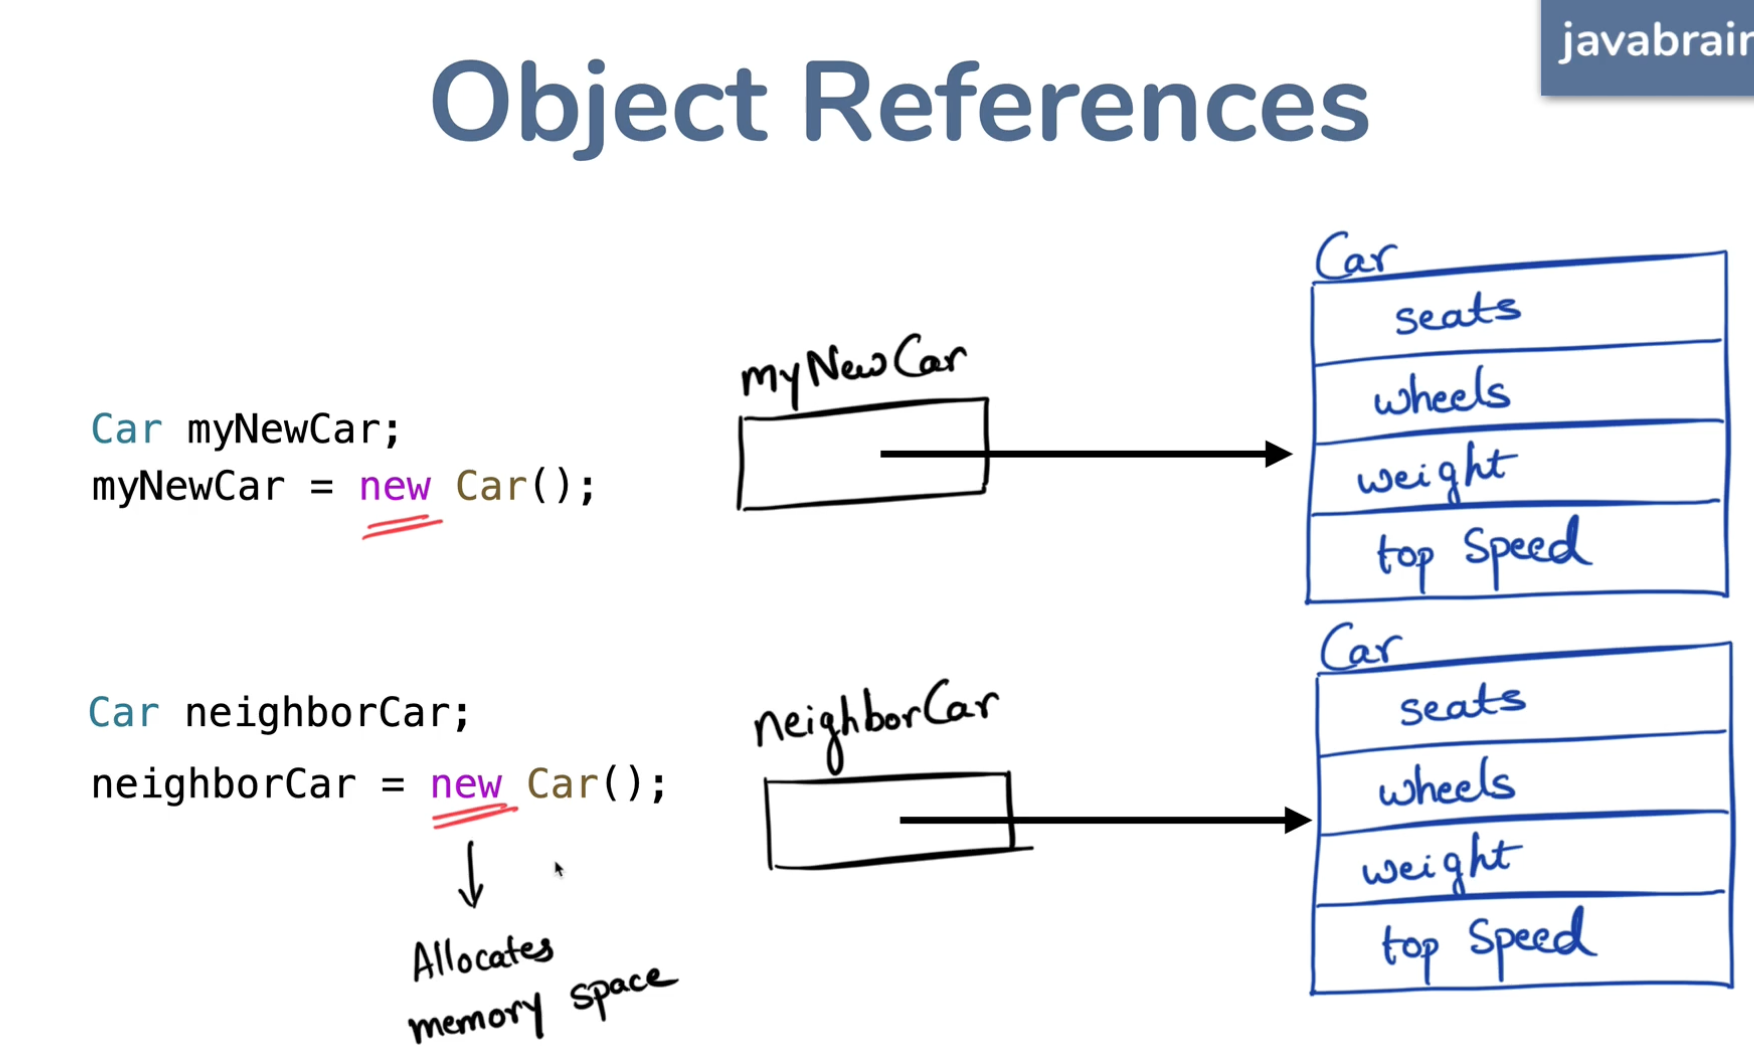 javabrain
Object References
Car myNewCar;
myNewCar = new Car();
myNewCar
Car
seats
wheels
weight
top Speed
Car neighborCar;
neighborCar = new Car();
Allocates
memory space
neighborCar
Car
seats
wheels
weight
top Speed